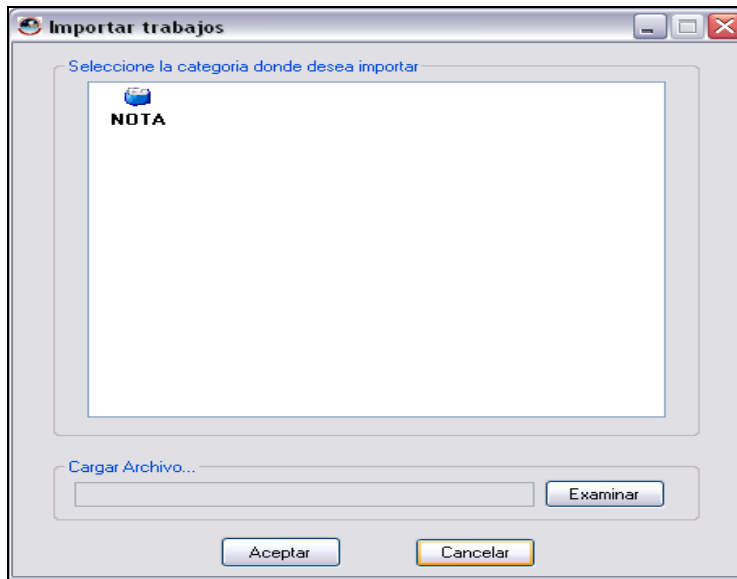 Importar trabajos
Seleccione la categoria donde desea importar
NOTA
Cargar Archivo...
Examinar
Aceptar
Cancelar